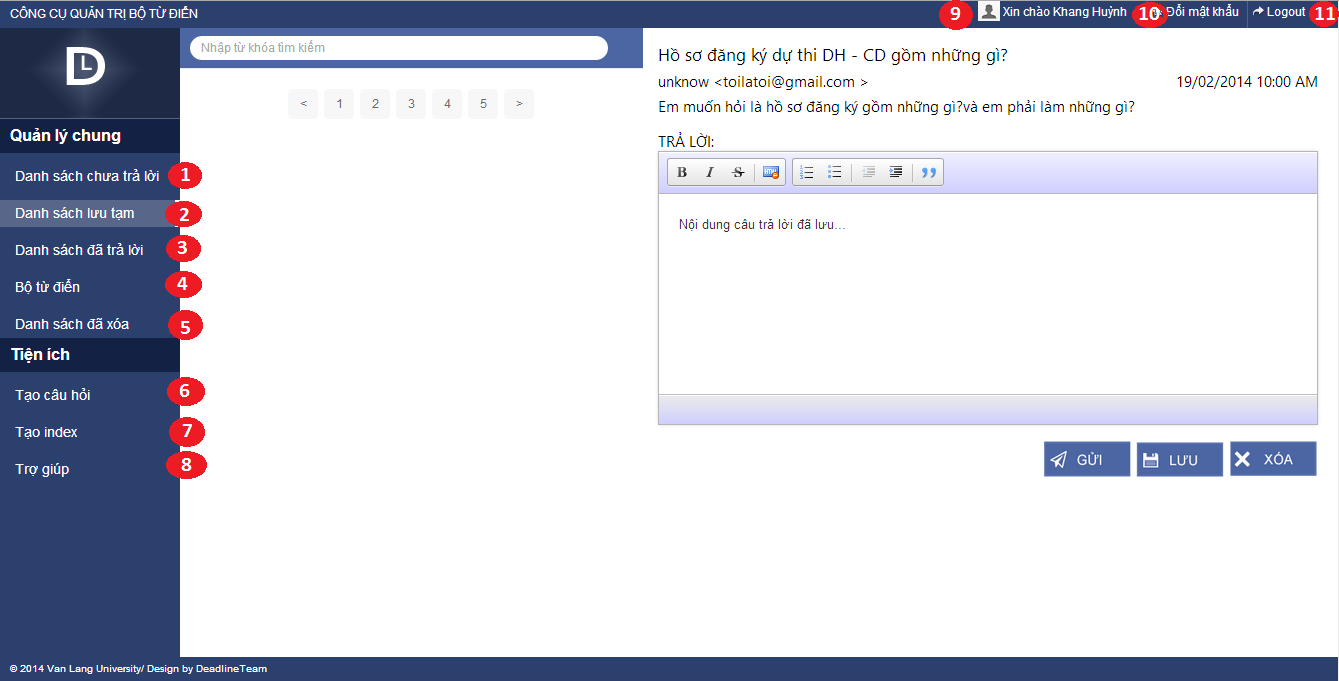 CÔNG CỤ QUẢN TRỊ BỘ TỪ ĐIỂN
9 Xin chào Khang Huỳnh 10 Đổi mật khẩu Logout 11
DL
Nhập từ khóa tìm kiếm
< 1 2 3 4 5 >
Quản lý chung
Danh sách chưa trả lời 1
Danh sách lưu tạm 2
Danh sách đã trả lời 3
Bộ từ điển 4
Danh sách đã xóa 5
Tiện ích
Tạo câu hỏi 6
Tạo index 7
Trợ giúp 8
Hồ sơ đăng ký dự thi DH - CD gồm những gì?
unknow <toilatoi@gmail.com > 19/02/2014 10:00 AM
Em muốn hỏi là hồ sơ đăng ký gồm những gì?và em phải làm những gì?
TRẢ LỜI:
B I S
Nội dung câu trả lời đã lưu...
GỬI LƯU XÓA
© 2014 Van Lang University/ Design by DeadlineTeam